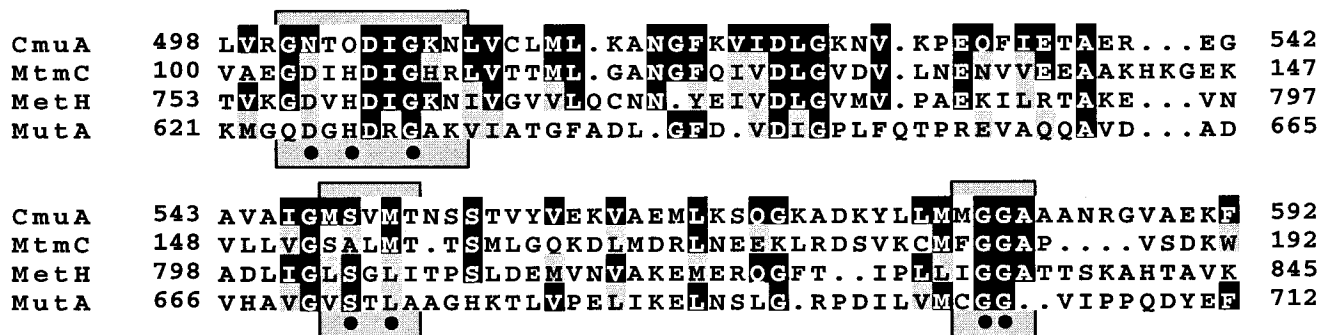 CmuA 498 LVRGNTQDIGKNLVCLML.KANGFKVIDLGKNV.KPEQFIETAER...EG 542
MtmC 100 VAEGDIHDIGHRLVTTML.GANGFQIVDLGVDV.LNENVVEEAAKHKGEK 147
MetH 753 TVKGDVHDIGKNIVGVVLQCNN.YEIVDLGVMV.PAEKILRTAKE...VN 797
MutA 621 KMGQDGHDRGAKVIATGFADL.GFD.VDIGPLFQTPREVAQQAVD...AD 665
CmuA 543 AVAIGMSVMTNSSTVYVEKVAEMLKSQGKADKYLLMMGGAAANRGVAEKF 592
MtmC 148 VLLVGSALMT.TSMLGQKDLMDRLNEEKLRDSVKCMFGGAP....VSDKW 192
MetH 798 ADLIGLSGLITPSLDEMVNVAKEMERQGFT..IPLLIGGATTSKAHTAVK 845
MutA 666 VHAVGVSTLAAGHKTLVPELIKELNSLG.RPDILVMCGG..VIPPQDYEF 712